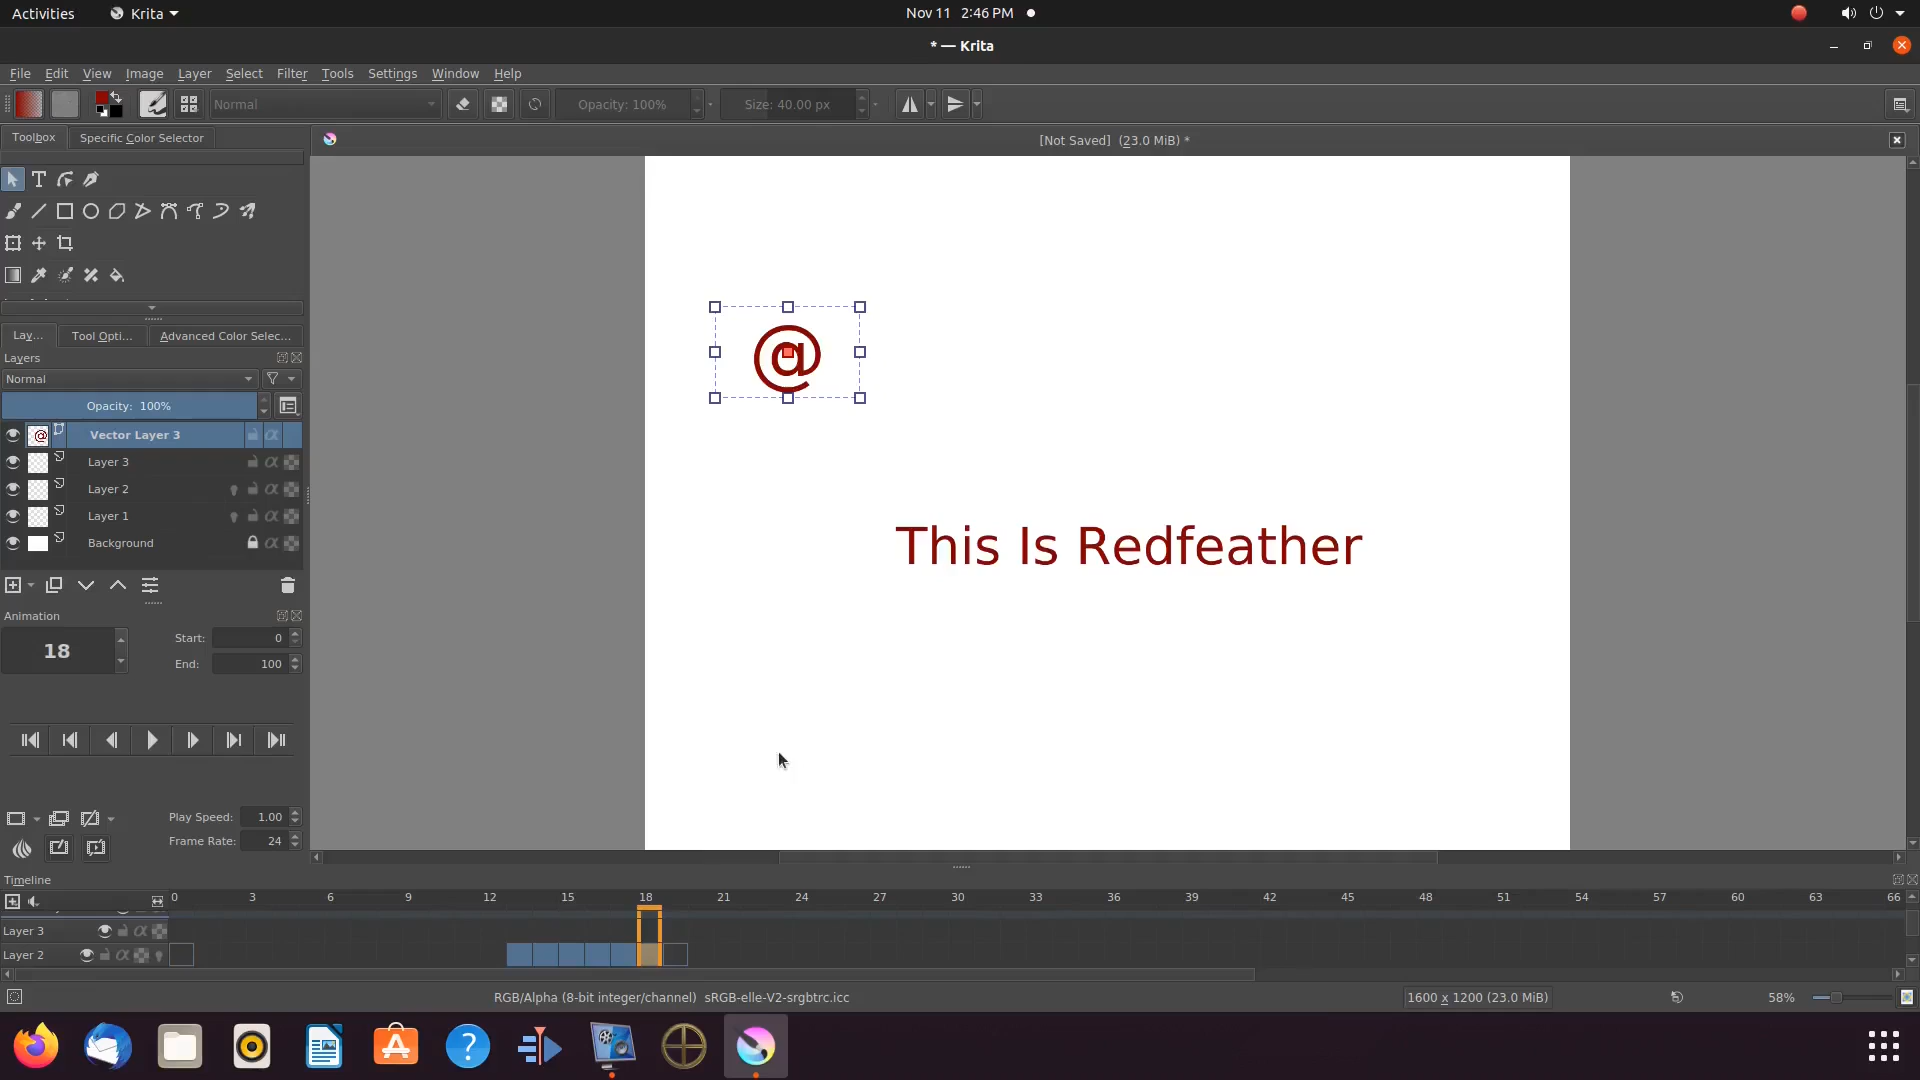 Activities Krita Nov 11 2:46 PM
* — Krita
File Edit View Image Layer Select Filter Tools Settings Window Help
Normal Opacity: 100% Size: 40.00 px
Toolbox Specific Color Selector [Not Saved] (23.0 MiB) *
T
Lay... Tool Opti... Advanced Color Selec...
Layers
Normal
Opacity: 100%
@
Vector Layer 3
Layer 3
Layer 2
Layer 1
Background
This Is Redfeather
Animation
18 Start: 0
End: 100
Play Speed: 1.00
Frame Rate: 24
Timeline
0 3 6 9 12 15 18 21 24 27 30 33 36 39 42 45 48 51 54 57 60 63 66
Layer 3
Layer 2
RGB/Alpha (8-bit integer/channel) sRGB-elle-V2-srgbtrc.icc 1600 x 1200 (23.0 MiB) 58%